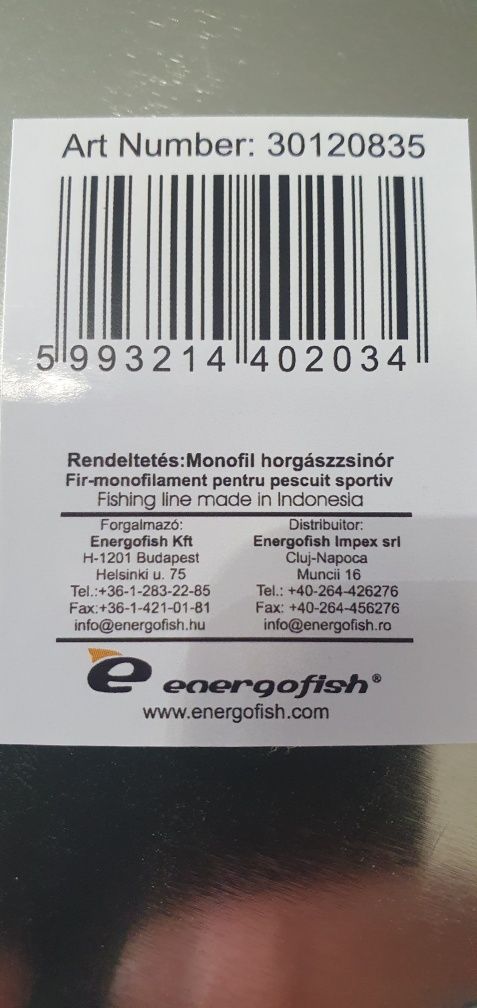 Art Number: 30120835
5 993214 402034
Rendeltetés:Monofil horgászzsinór
Fir-monofilament pentru pescuit sportiv
Fishing line made in Indonesia
Forgalmazó:
Energofish Kft
H-1201 Budapest
Helsinki u. 75
Tel.:+36-1-283-22-85
Fax:+36-1-421-01-81
info@energofish.hu
Distribuitor:
Energofish Impex srl
Cluj-Napoca
Muncii 16
Tel.: +40-264-426276
Fax: +40-264-456276
info@energofish.ro
e energofish®
www.energofish.com